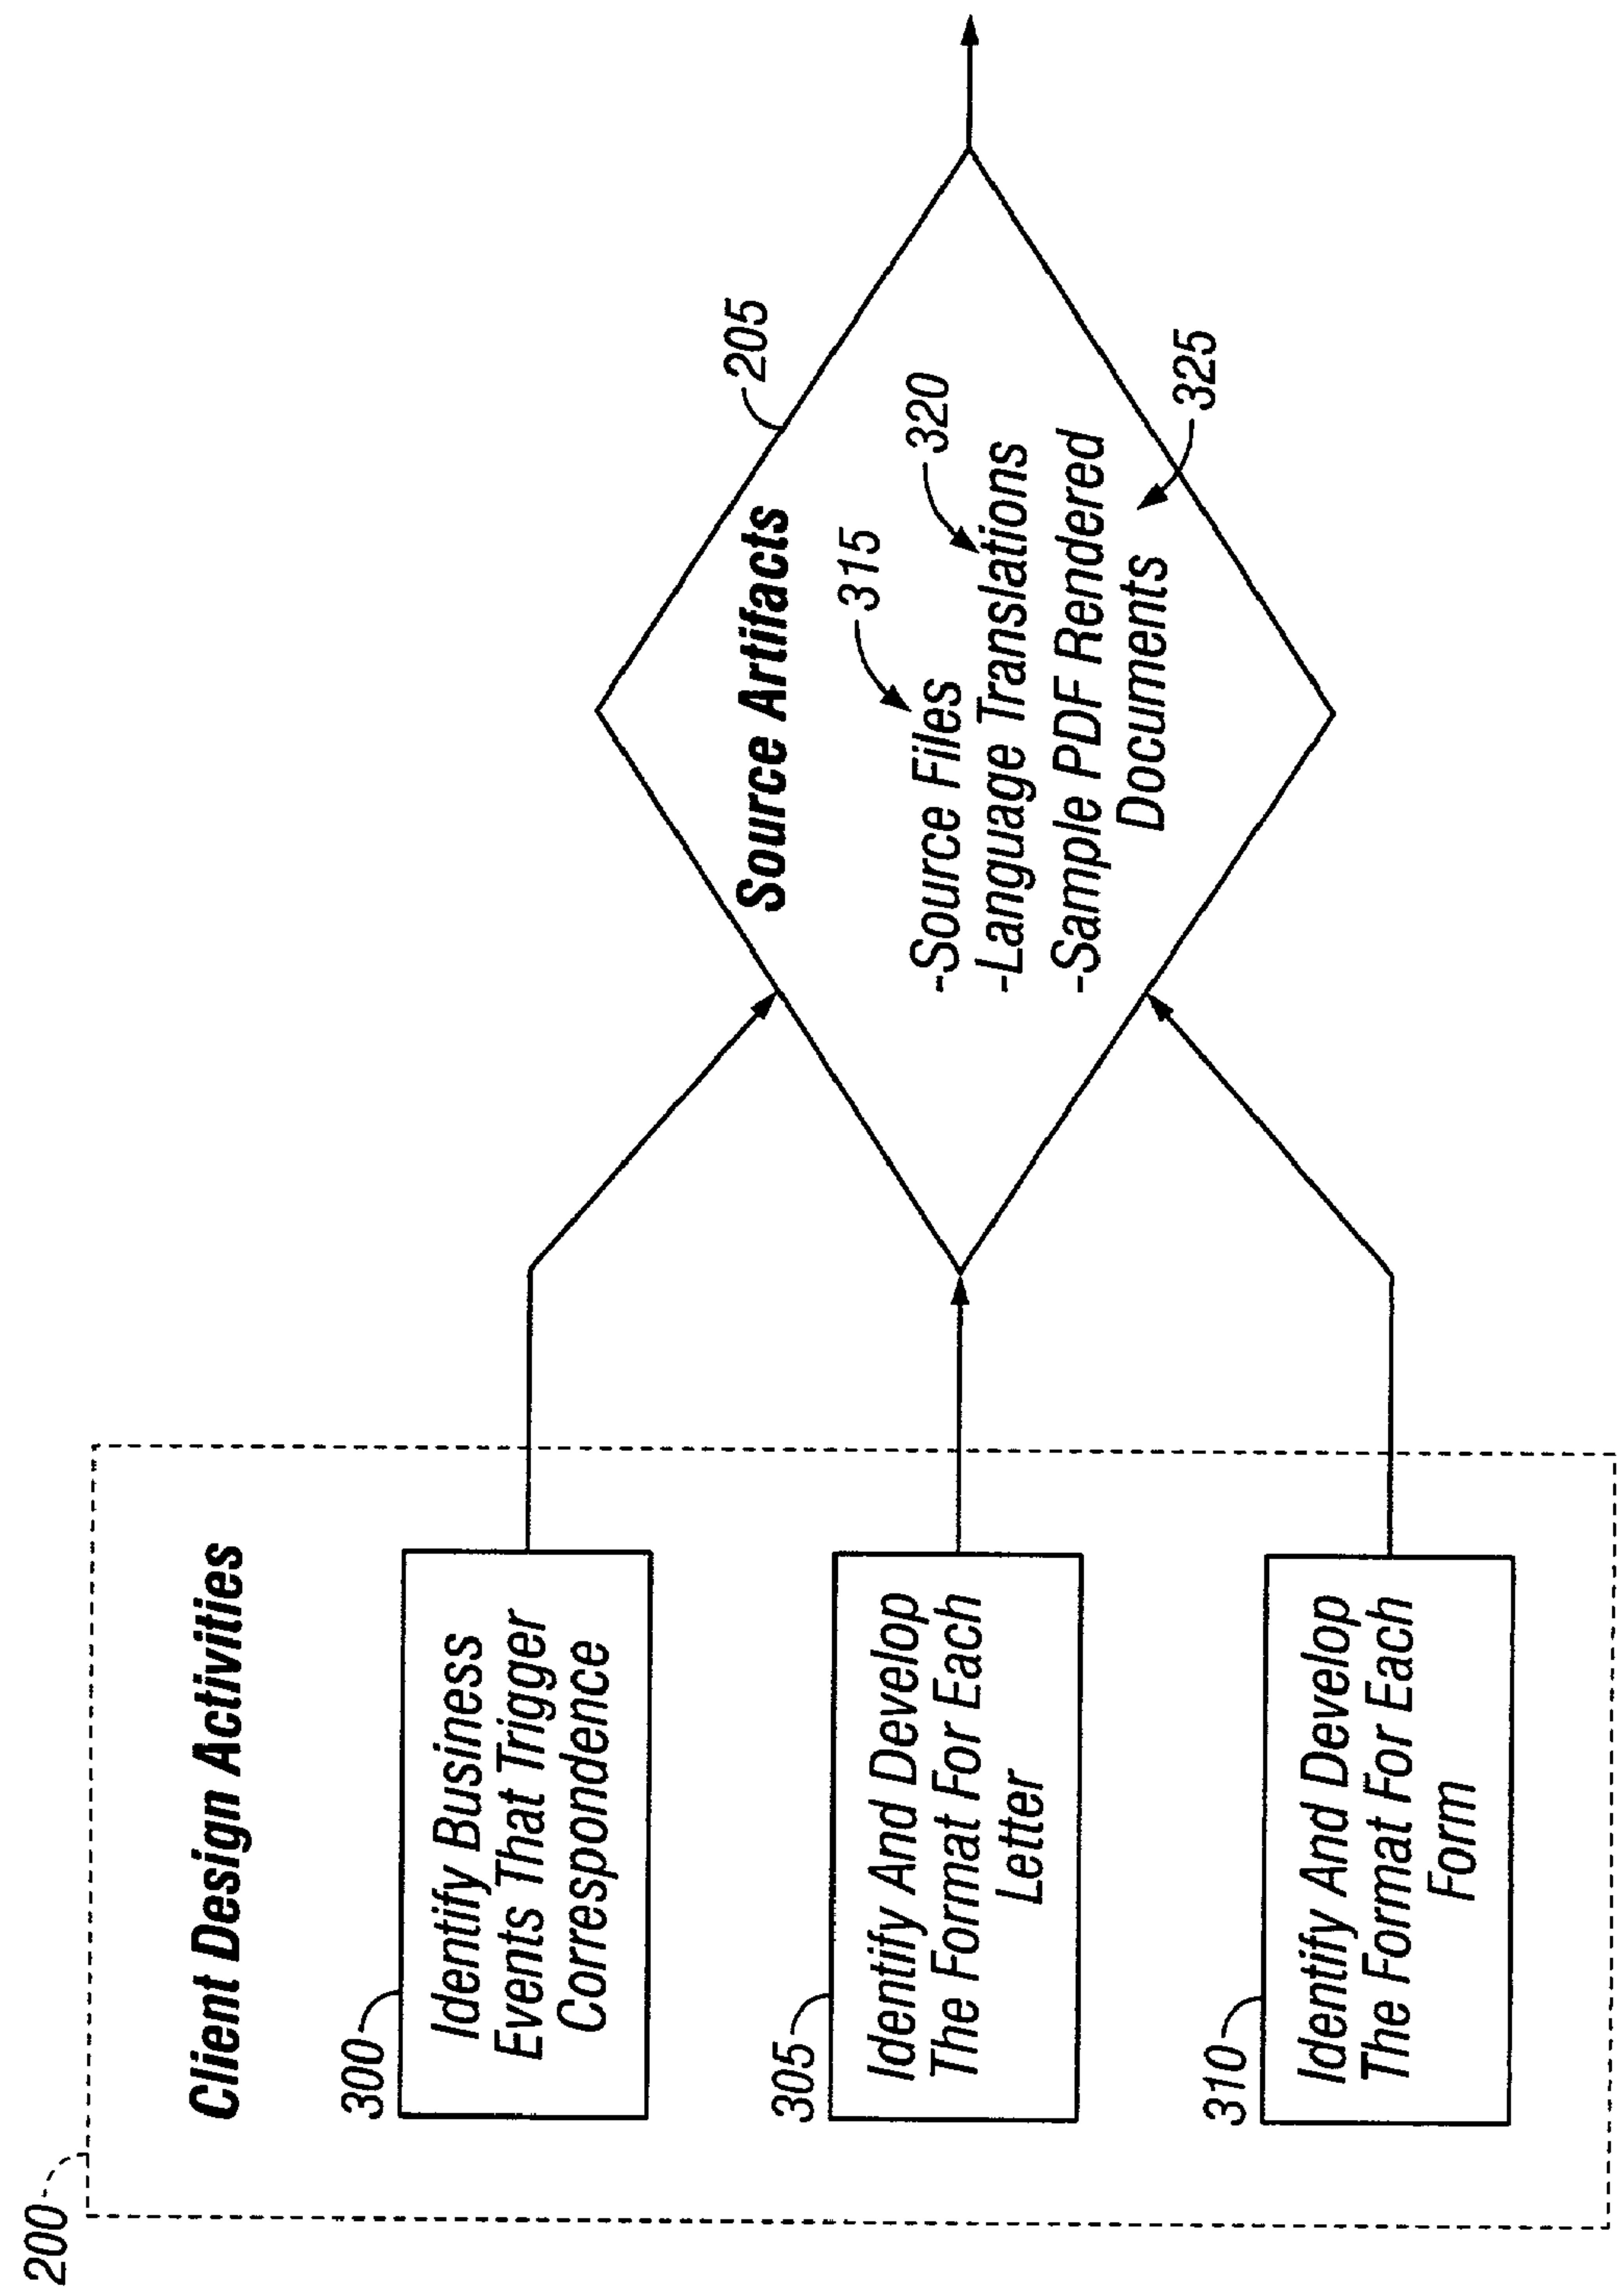 200
Client Design Activities
300
Identify Business
Events That Trigger
Correspondence
305
Identify And Develop
The Format For Each
Letter
310
Identify And Develop
The Format For Each
Form
205
Source Artifacts
315
-Source Files
320
-Language Translations
-Sample PDF Rendered
Documents
325